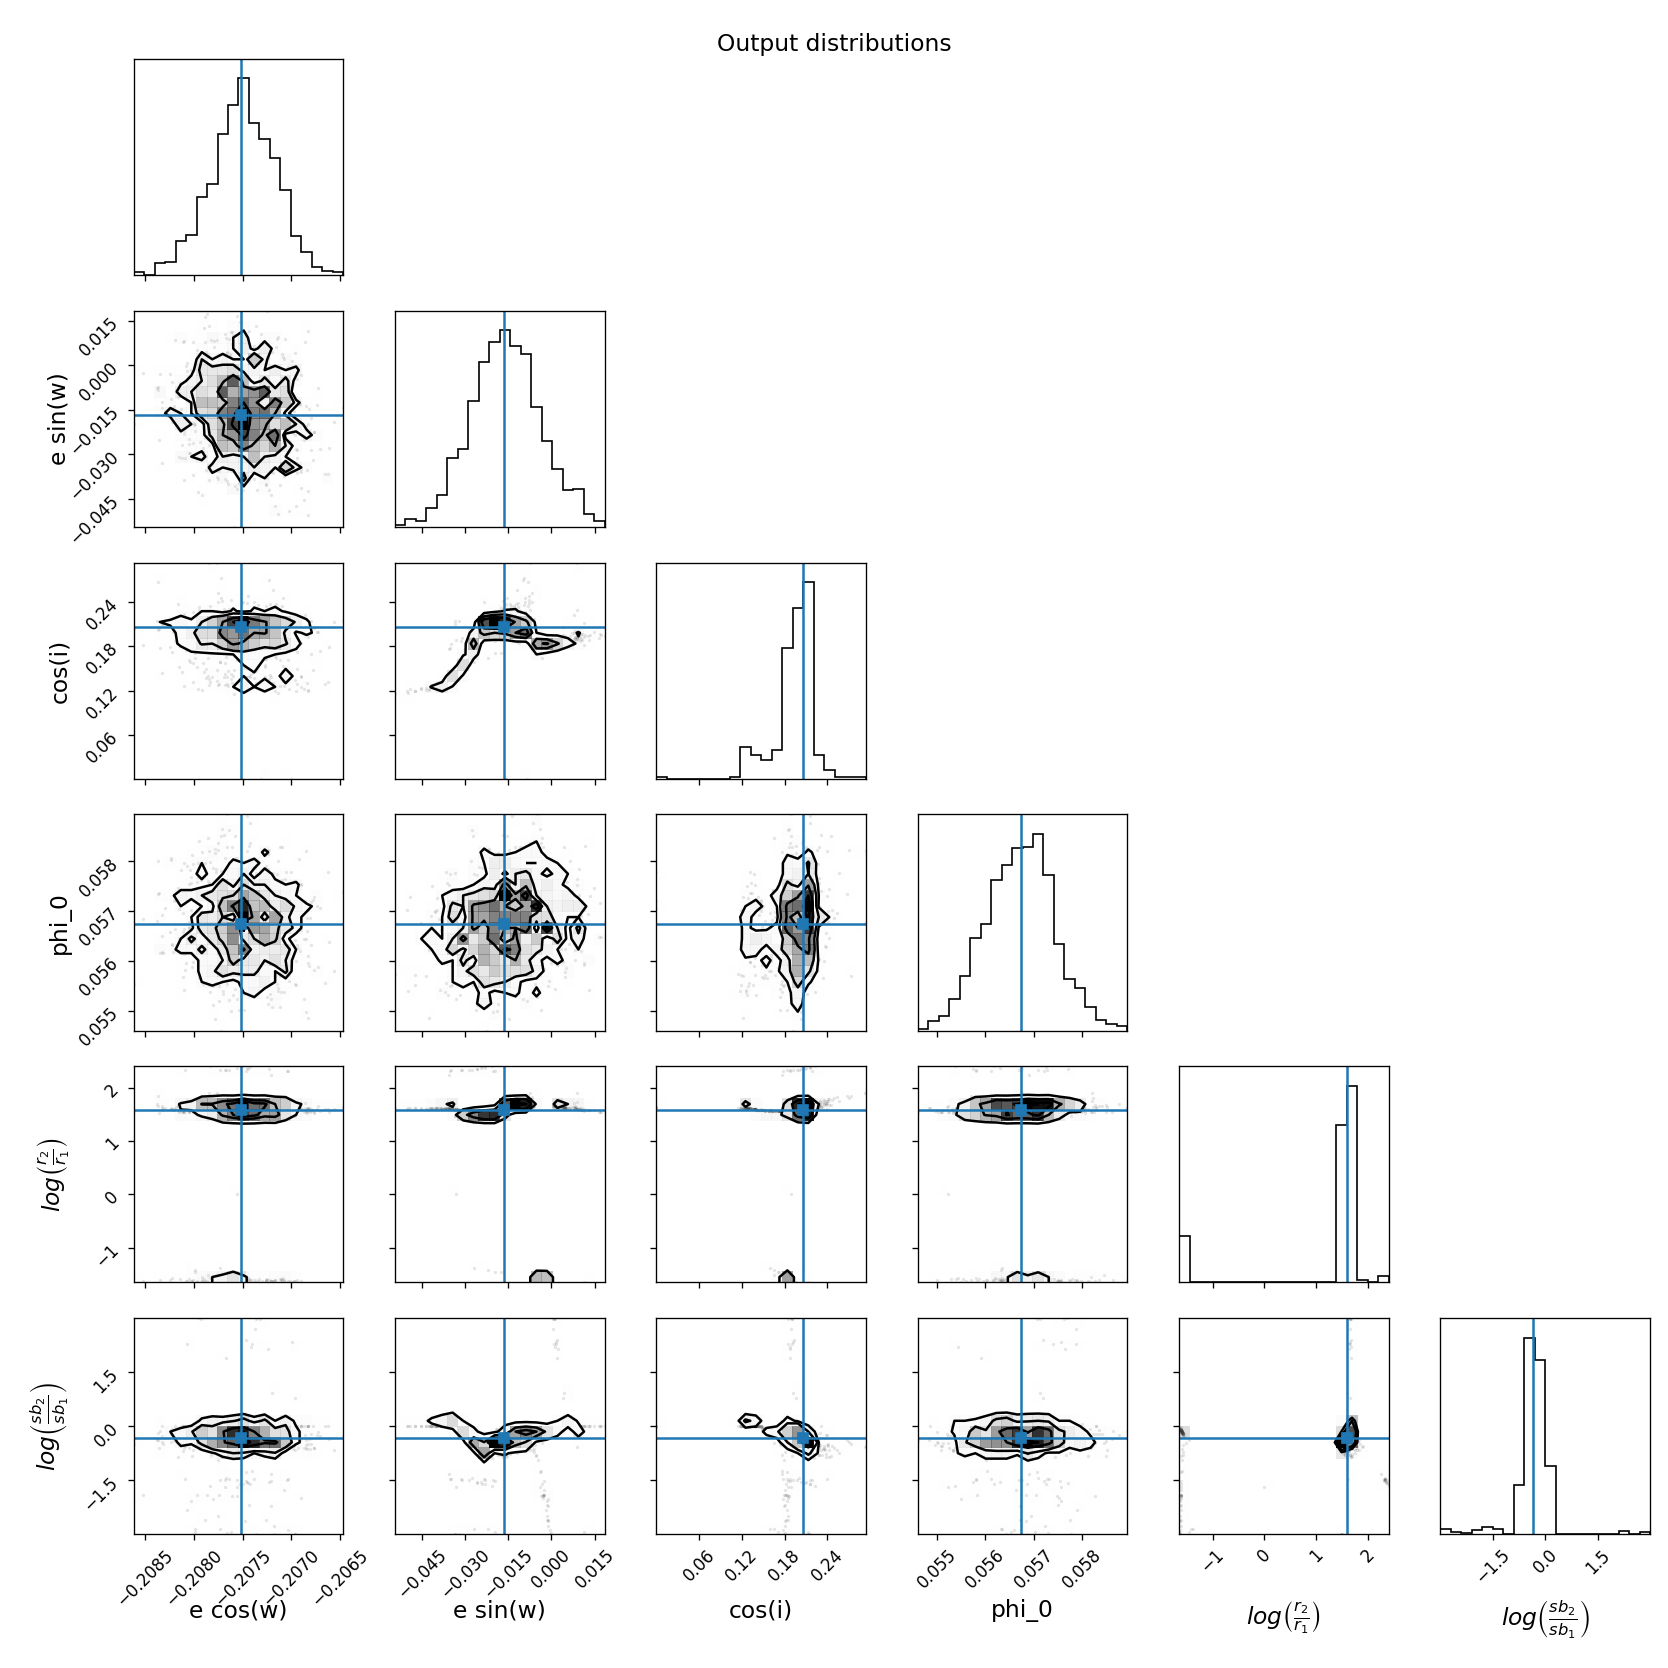 Output distributions
0.015
0.000
−0.015
−0.030
−0.045
e sin(w)
0.24
0.18
0.12
0.06
cos(i)
0.058
0.057
0.056
0.055
phi_0
2
1
0
−1
log(r2/r1)
1.5
0.0
−1.5
log(sb2/sb1)
−0.2085 −0.2080 −0.2075 −0.2070 −0.2065
−0.045 −0.030 −0.015 0.000 0.015
0.06 0.12 0.18 0.24
0.055 0.056 0.057 0.058
−1 0 1 2
−1.5 0.0 1.5
e cos(w) e sin(w) cos(i) phi_0 log(r2/r1) log(sb2/sb1)